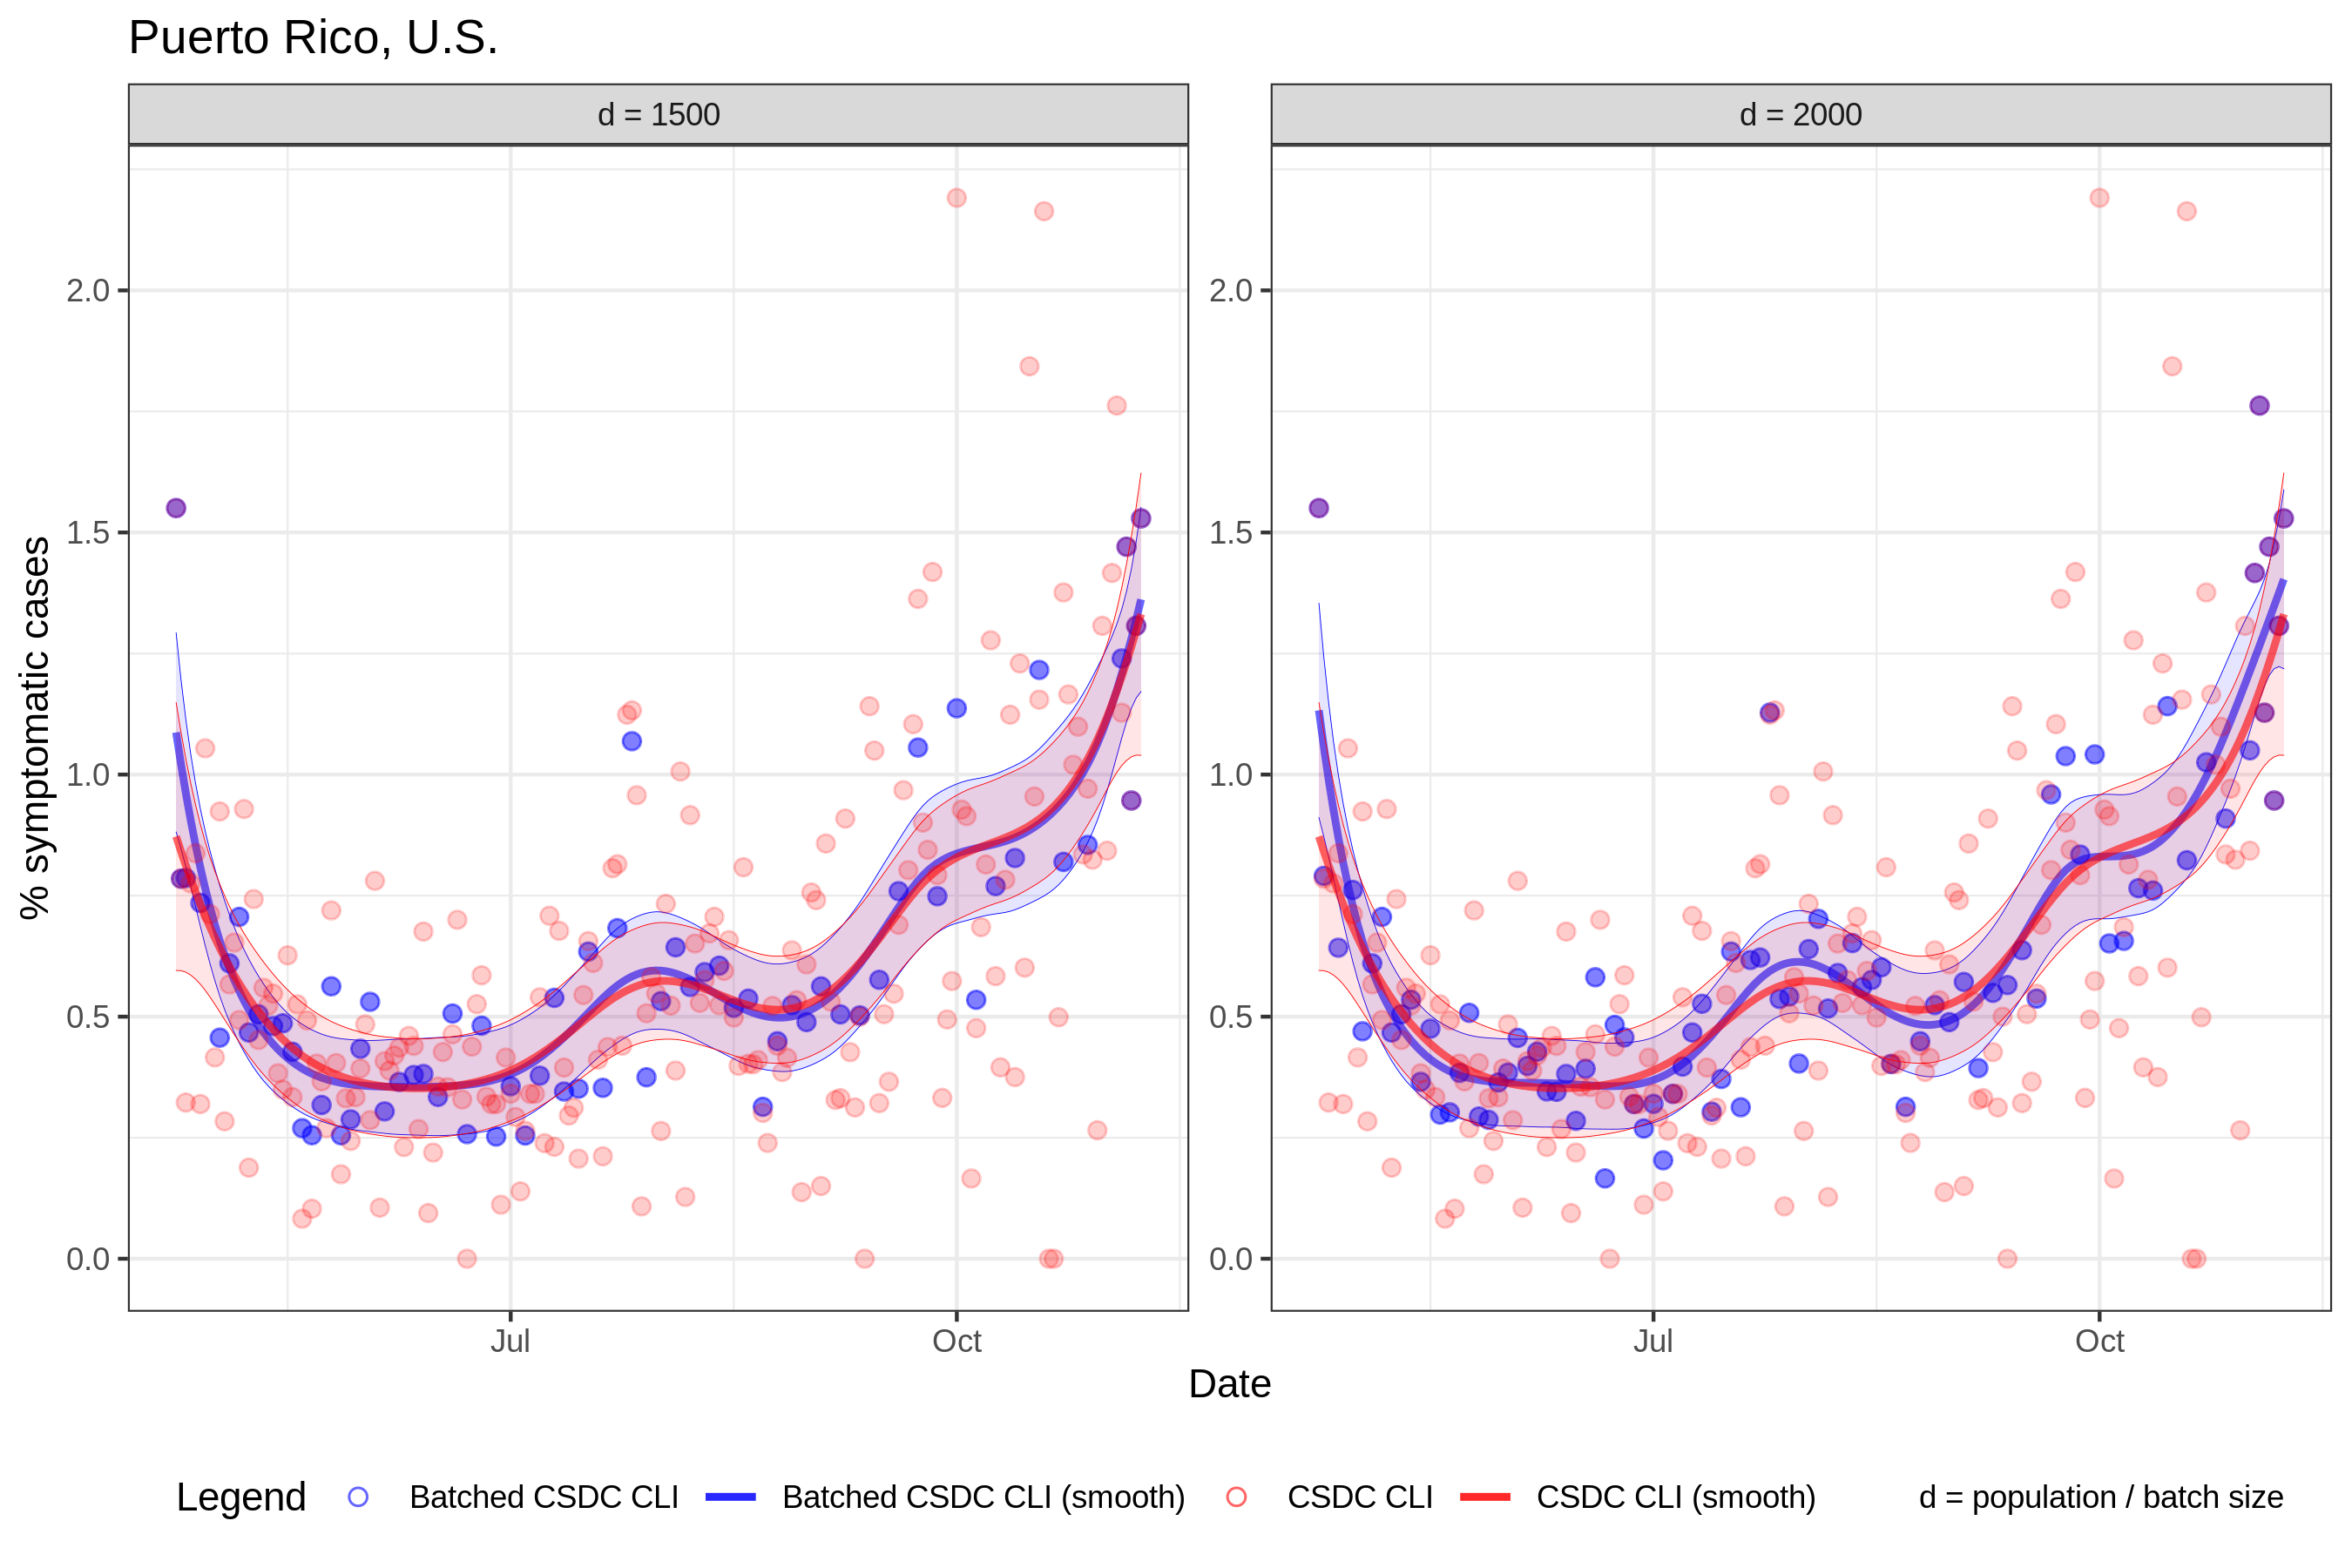 Puerto Rico, U.S.
d = 1500
d = 2000
% symptomatic cases
2.0
1.5
1.0
0.5
0.0
2.0
1.5
1.0
0.5
0.0
Jul
Oct
Jul
Oct
Date
Legend Batched CSDC CLI Batched CSDC CLI (smooth) CSDC CLI CSDC CLI (smooth) d = population / batch size